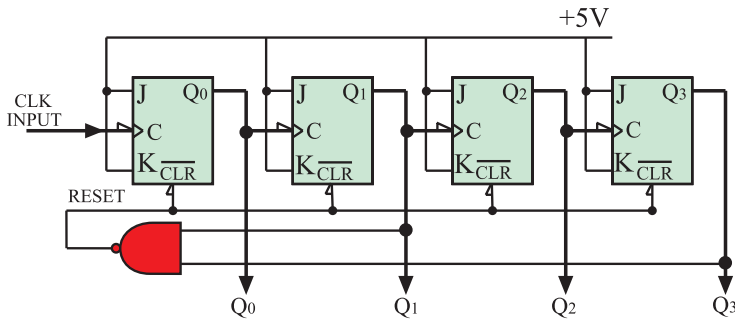 +5V
J Q0
C
K CLR
J Q1
C
K CLR
J Q2
C
K CLR
J Q3
C
K CLR
CLK
INPUT
RESET
Q0 Q1 Q2 Q3